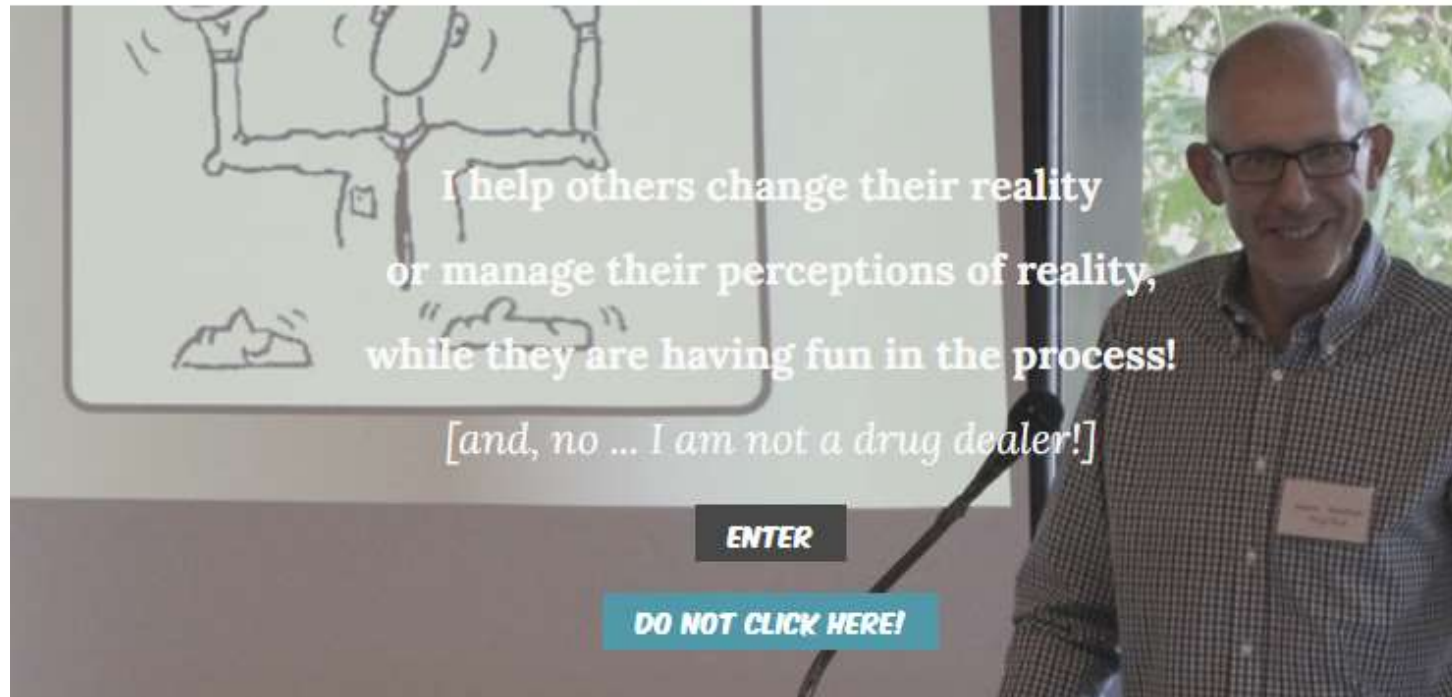 I help others change their reality
or manage their perceptions of reality,
while they are having fun in the process!
[and, no ... I am not a drug dealer!]
ENTER
DO NOT CLICK HERE!